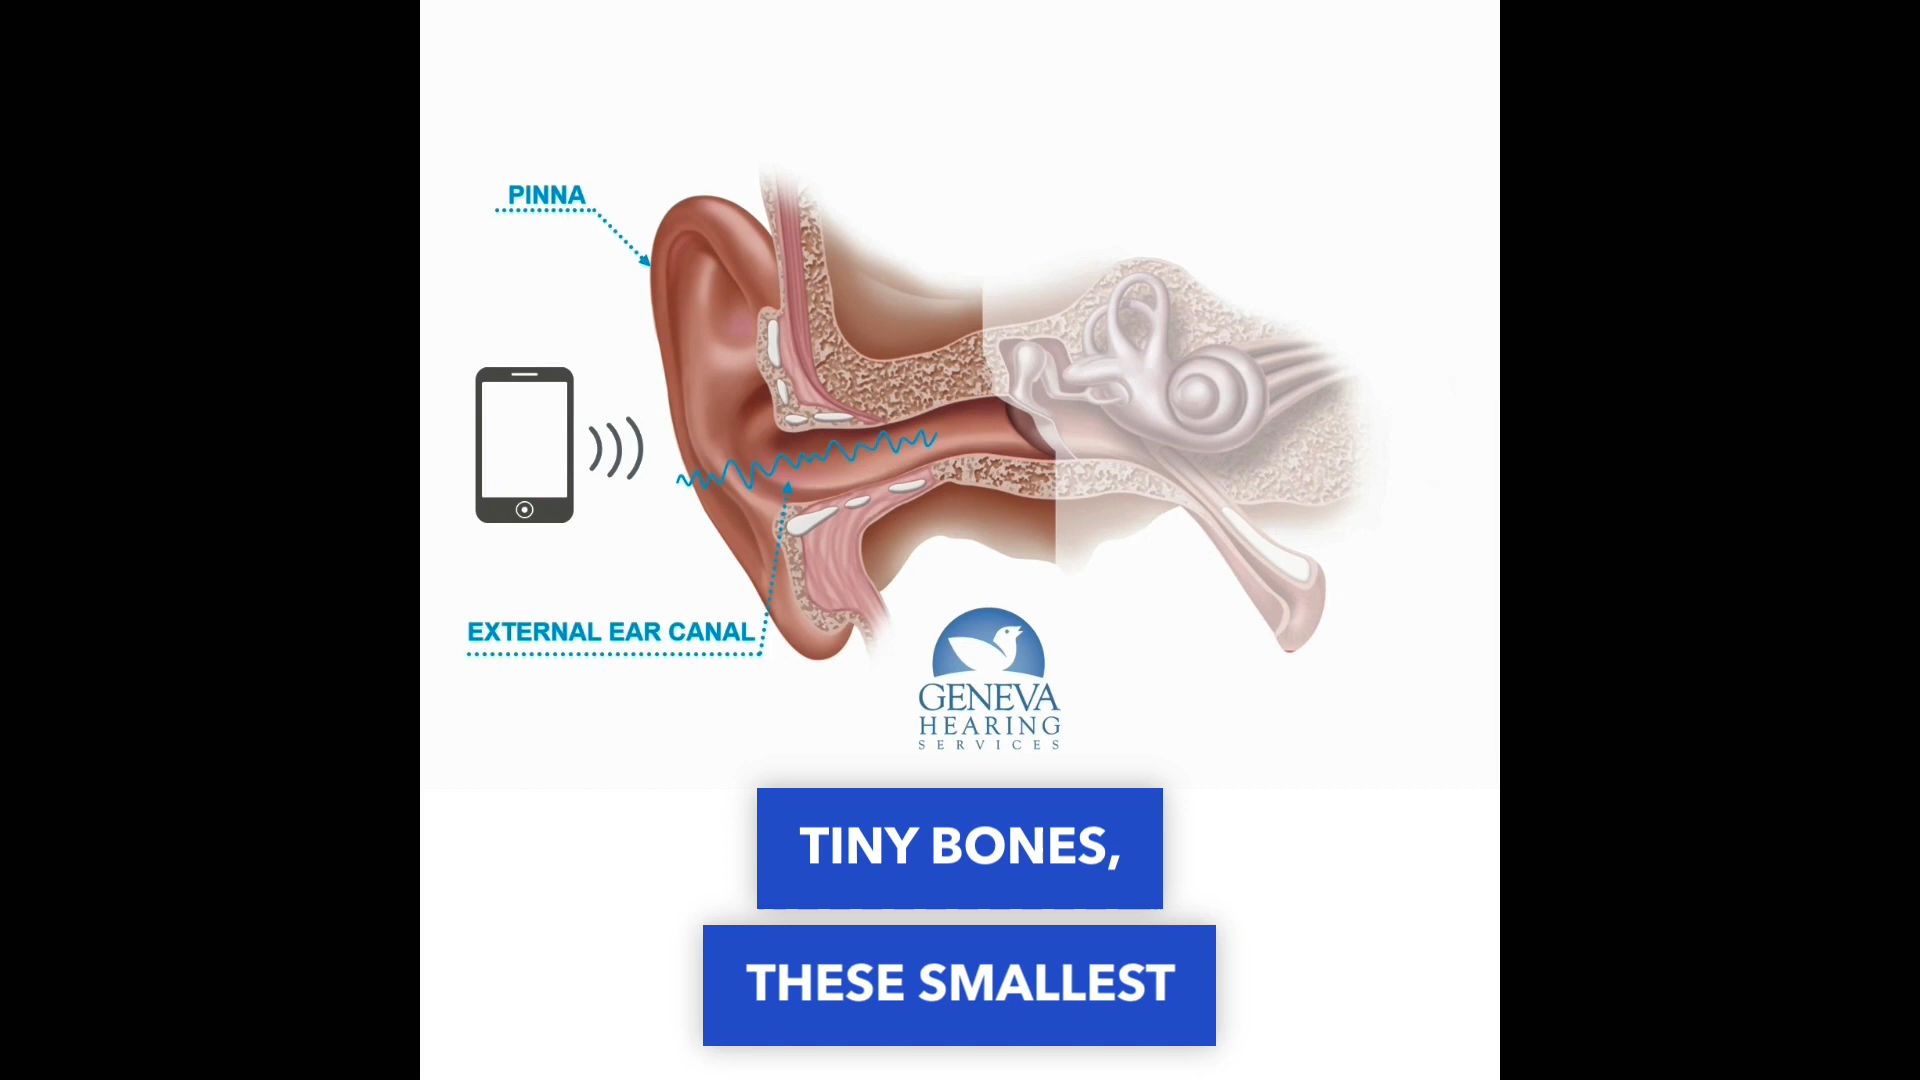 PINNA
EXTERNAL EAR CANAL
GENEVA
HEARING
SERVICES
TINY BONES,
THESE SMALLEST